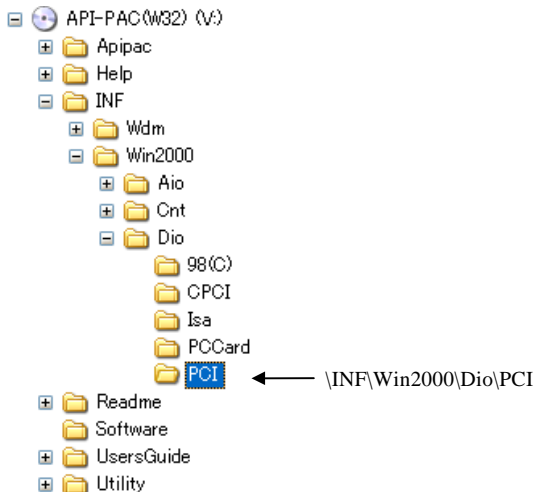 API-PAC(W32) (V:)
Apipac
Help
INF
Wdm
Win2000
Aio
Cnt
Dio
98(C)
CPCI
Isa
PCCard
PCI \INF\Win2000\Dio\PCI
Readme
Software
UsersGuide
Utility